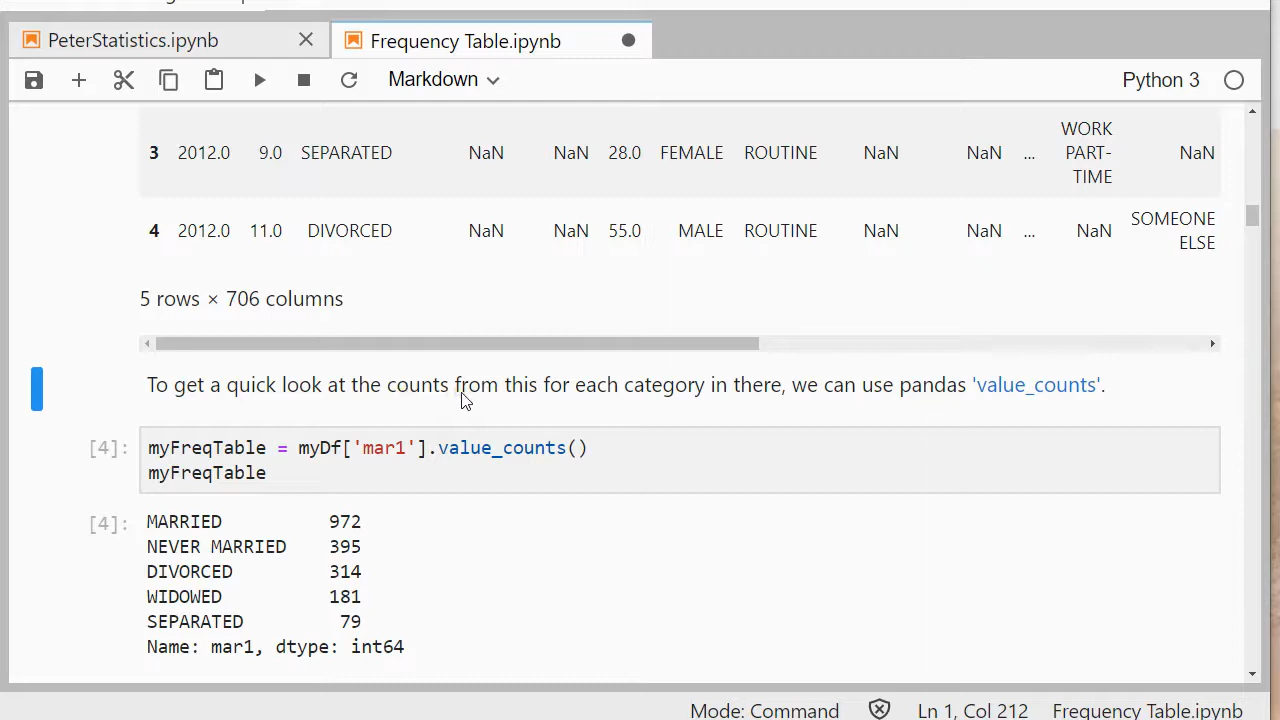 PeterStatistics.ipynb
Frequency Table.ipynb
Markdown
Python 3
3 2012.0 9.0 SEPARATED NaN NaN 28.0 FEMALE ROUTINE NaN NaN ... WORK PART-TIME NaN
4 2012.0 11.0 DIVORCED NaN NaN 55.0 MALE ROUTINE NaN NaN ... NaN SOMEONE ELSE
5 rows × 706 columns
To get a quick look at the counts from this for each category in there, we can use pandas 'value_counts'.
[4]: myFreqTable = myDf['mar1'].value_counts()
myFreqTable
[4]: MARRIED 972
NEVER MARRIED 395
DIVORCED 314
WIDOWED 181
SEPARATED 79
Name: mar1, dtype: int64
Mode: Command Ln 1, Col 212 Frequency Table.ipynb